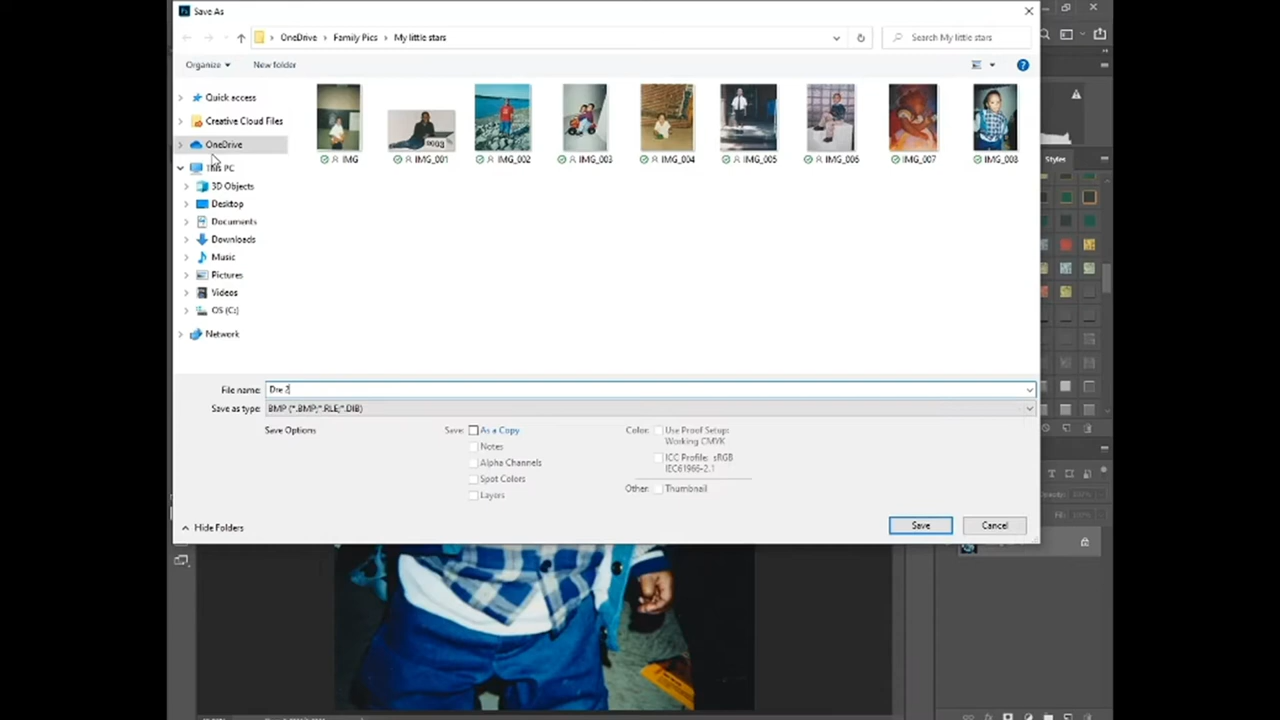 Save As
OneDrive > Family Pics > My little stars
Search My little stars
Organize
New folder
Quick access
Creative Cloud Files
OneDrive
This PC
3D Objects
Desktop
Documents
Downloads
Music
Pictures
Videos
OS (C:)
Network
IMG
IMG_001
IMG_002
IMG_003
IMG_004
IMG_005
IMG_006
IMG_007
IMG_008
Styles
File name: Dre 2
Save as type: BMP (*.BMP;*.RLE;*.DIB)
Save Options
Save: As a Copy
Notes
Alpha Channels
Spot Colors
Layers
Color: Use Proof Setup:
Working CMYK
ICC Profile: sRGB
IEC61966-2.1
Other: Thumbnail
Hide Folders
Save
Cancel